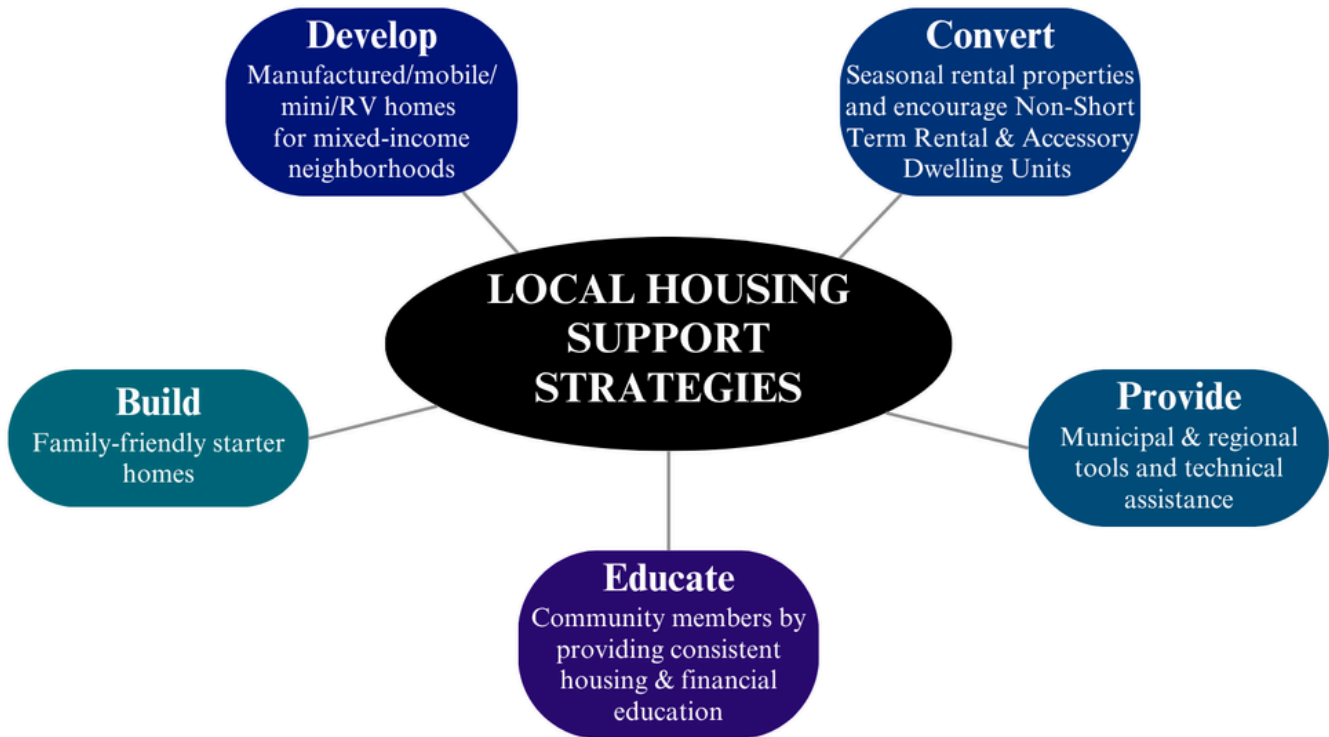 Develop
Manufactured/mobile/
mini/RV homes
for mixed-income
neighborhoods
Convert
Seasonal rental properties
and encourage Non-Short
Term Rental & Accessory
Dwelling Units
LOCAL HOUSING
SUPPORT
STRATEGIES
Build
Family-friendly starter
homes
Provide
Municipal & regional
tools and technical
assistance
Educate
Community members by
providing consistent
housing & financial
education